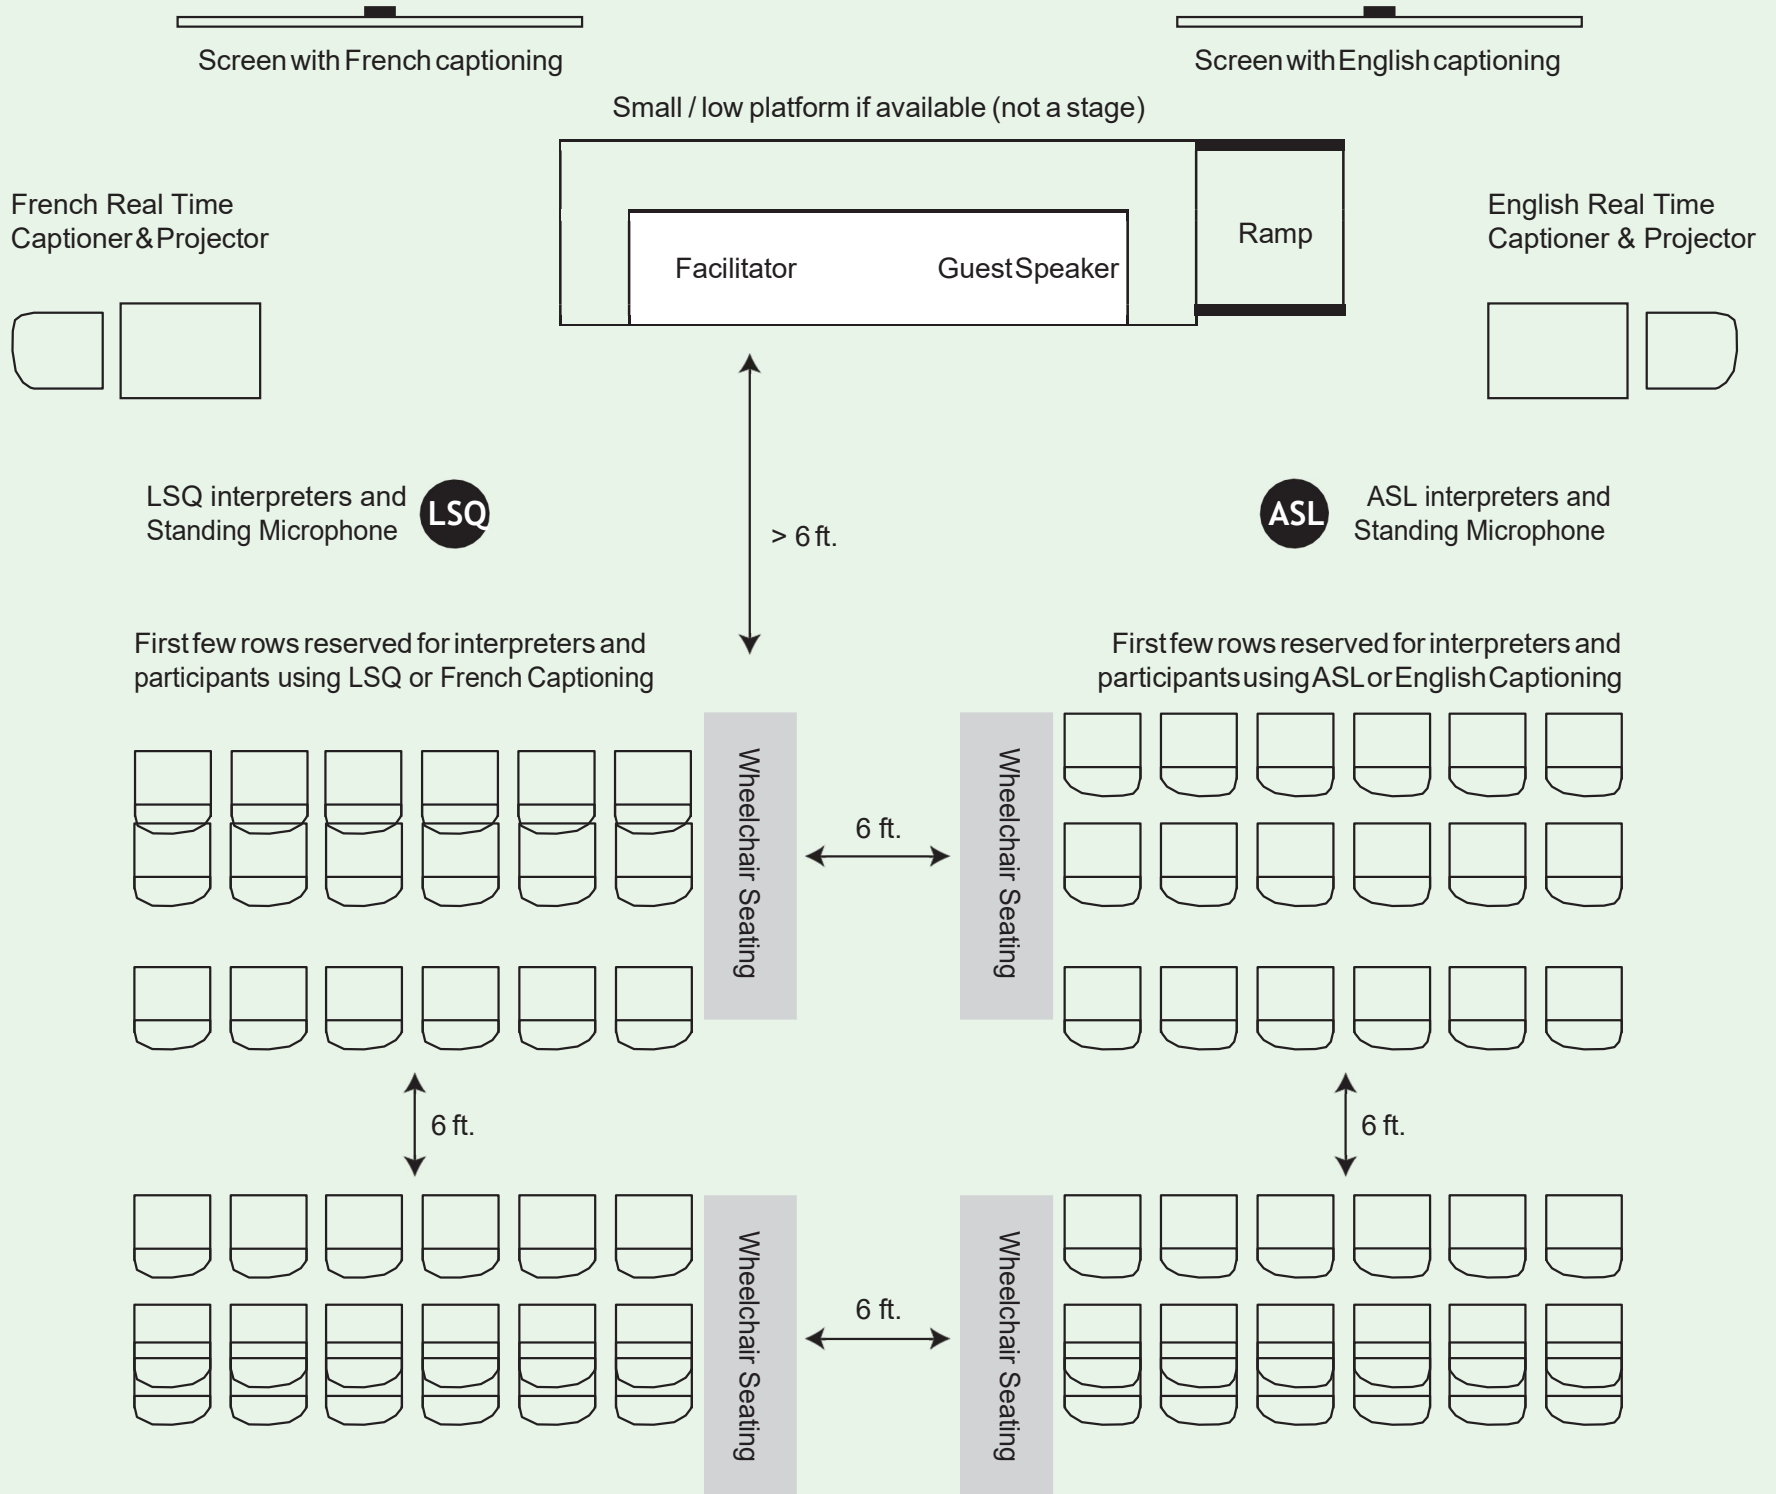 Screen with French captioning
Screen with English captioning
Small / low platform if available (not a stage)
French Real Time
Captioner & Projector
English Real Time
Captioner & Projector
Ramp
Facilitator
Guest Speaker
LSQ interpreters and
Standing Microphone
LSQ
ASL
ASL interpreters and
Standing Microphone
> 6 ft.
First few rows reserved for interpreters and
participants using LSQ or French Captioning
First few rows reserved for interpreters and
participants using ASL or English Captioning
Wheelchair Seating
6 ft.
Wheelchair Seating
6 ft.
6 ft.
Wheelchair Seating
6 ft.
Wheelchair Seating